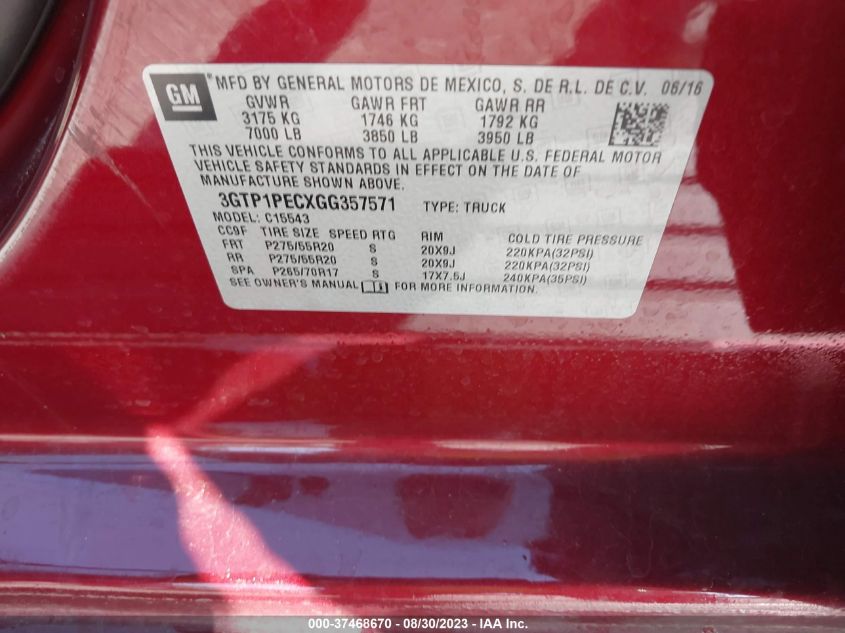 GM
® MFD BY GENERAL MOTORS DE MEXICO, S. DE R.L. DE C.V. 06/16
GVWR GAWR FRT GAWR RR
3175 KG 1746 KG 1792 KG
7000 LB 3850 LB 3950 LB
THIS VEHICLE CONFORMS TO ALL APPLICABLE U.S. FEDERAL MOTOR
VEHICLE SAFETY STANDARDS IN EFFECT ON THE DATE OF
MANUFACTURE SHOWN ABOVE.
3GTP1PECXGG357571 TYPE: TRUCK
MODEL: C15543
CC9F TIRE SIZE SPEED RTG RIM COLD TIRE PRESSURE
FRT P275/55R20 S 20X9J 220KPA(32PSI)
RR P275/55R20 S 20X9J 220KPA(32PSI)
SPA P265/70R17 S 17X7.5J 240KPA(35PSI)
SEE OWNER'S MANUAL FOR MORE INFORMATION.
000-37468670 - 08/30/2023 - IAA Inc.